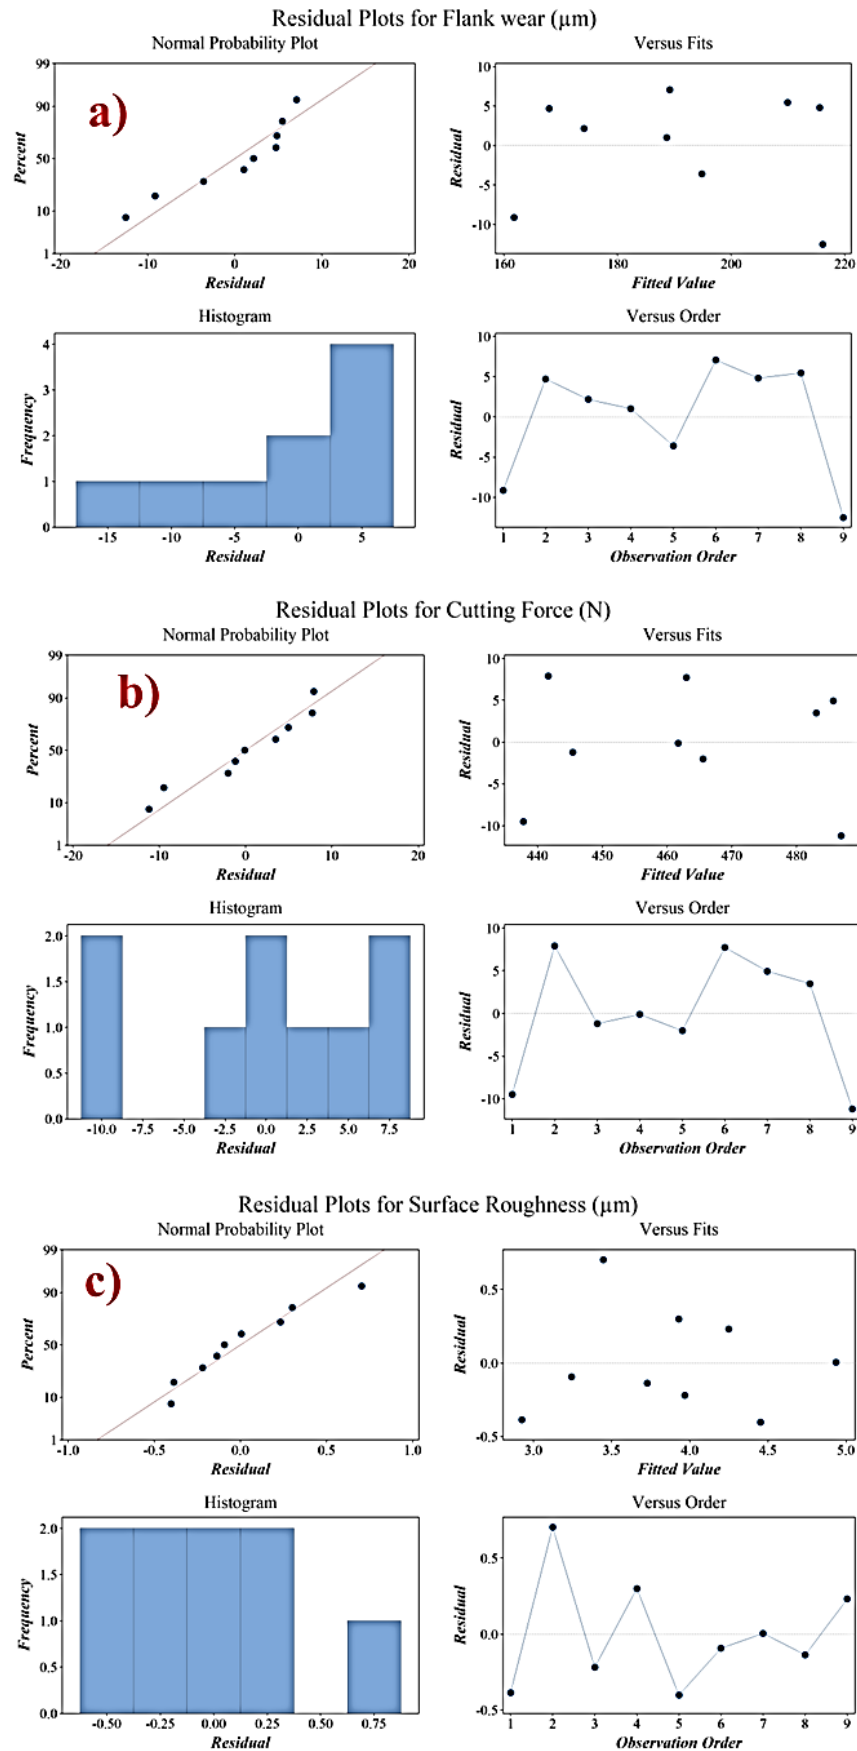 Residual Plots for Flank wear (µm)
Normal Probability Plot
Versus Fits
a)
99
90
50
10
1
Percent
-20 -10 0 10 20
Residual
10
5
0
-5
-10
Residual
160 180 200 220
Fitted Value
Histogram
Versus Order
4
3
2
1
0
Frequency
-15 -10 -5 0 5
Residual
10
5
0
-5
-10
Residual
1 2 3 4 5 6 7 8 9
Observation Order
Residual Plots for Cutting Force (N)
Normal Probability Plot
Versus Fits
b)
99
90
50
10
1
Percent
-20 -10 0 10 20
Residual
10
5
0
-5
-10
Residual
440 450 460 470 480
Fitted Value
Histogram
Versus Order
2.0
1.5
1.0
0.5
0.0
Frequency
-10.0 -7.5 -5.0 -2.5 0.0 2.5 5.0 7.5
Residual
10
5
0
-5
-10
Residual
1 2 3 4 5 6 7 8 9
Observation Order
Residual Plots for Surface Roughness (µm)
Normal Probability Plot
Versus Fits
c)
99
90
50
10
1
Percent
-1.0 -0.5 0.0 0.5 1.0
Residual
0.5
0.0
-0.5
Residual
3.0 3.5 4.0 4.5 5.0
Fitted Value
Histogram
Versus Order
2.0
1.5
1.0
0.5
0.0
Frequency
-0.50 -0.25 0.00 0.25 0.50 0.75
Residual
0.5
0.0
-0.5
Residual
1 2 3 4 5 6 7 8 9
Observation Order